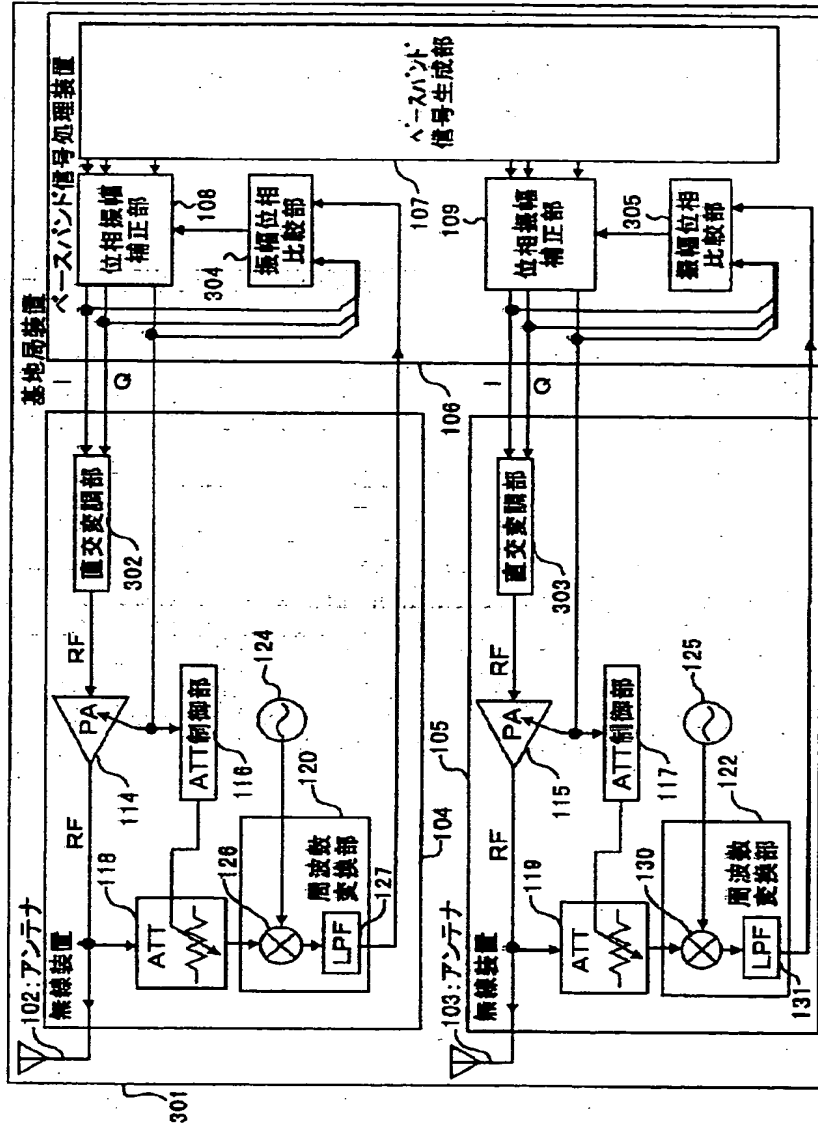 基地局装置
301
102:アンテナ
無線装置
RF
PA
RF
114
118
ATT
ATT制御部
116
124
126
120
周波数
変換部
LPF
127
104
直交変調部
302
I
Q
106
ベースバンド信号処理装置
位相振幅
補正部
108
304
振幅位相
比較部
107
ベースバンド
信号生成部
103:アンテナ
無線装置
RF
PA
RF
115
119
ATT
ATT制御部
117
125
130
122
周波数
変換部
LPF
131
105
直交変調部
303
I
Q
109
位相振幅
補正部
305
振幅位相
比較部